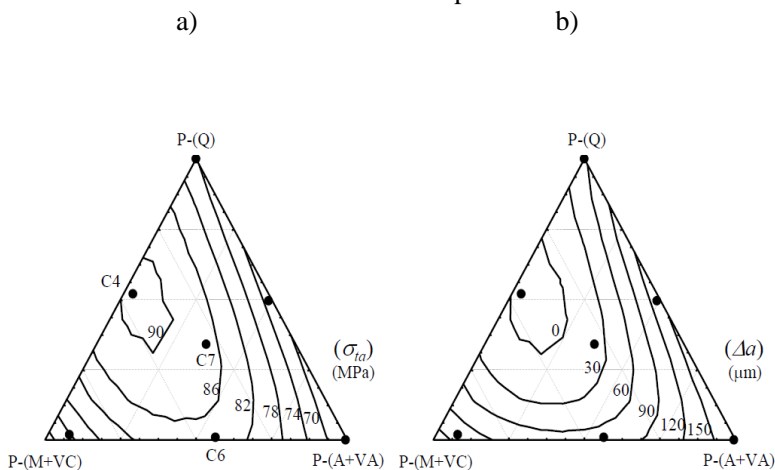 a)
b)
P-(Q)
P-(Q)
C4
90
0
C7
(σta)
(MPa)
(Δa)
(μm)
86
30
82
78
74
70
60
90
120
150
P-(M+VC)
C6
P-(A+VA)
P-(M+VC)
P-(A+VA)